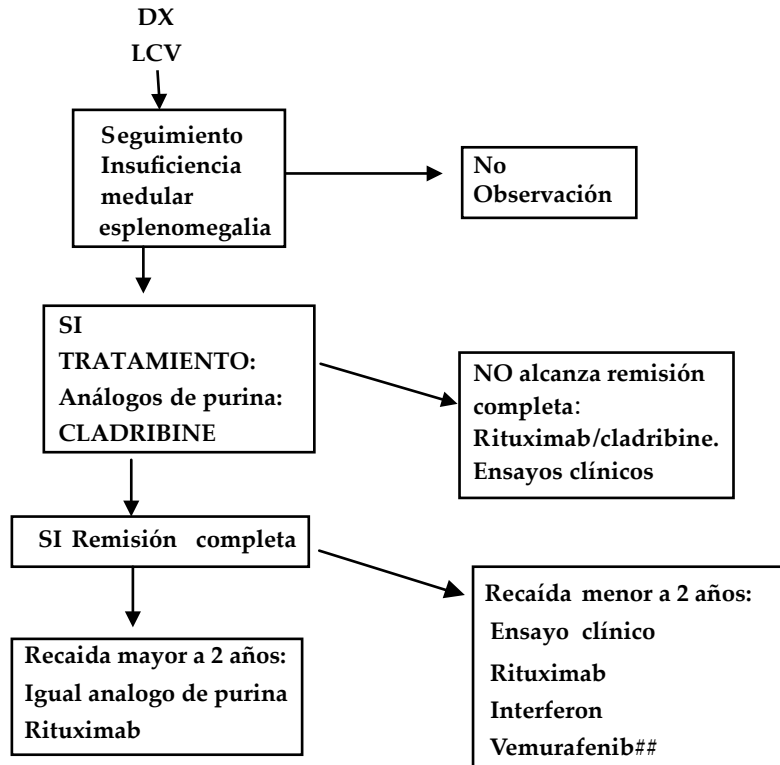 DX
LCV
Seguimiento
Insuficiencia
medular
esplenomegalia
No
Observación
SI
TRATAMIENTO:
Análogos de purina:
CLADRIBINE
NO alcanza remisión
completa:
Rituximab/cladribine.
Ensayos clínicos
SI Remisión completa
Recaida mayor a 2 años:
Igual analogo de purina
Rituximab
Recaída menor a 2 años:
Ensayo clínico
Rituximab
Interferon
Vemurafenib##